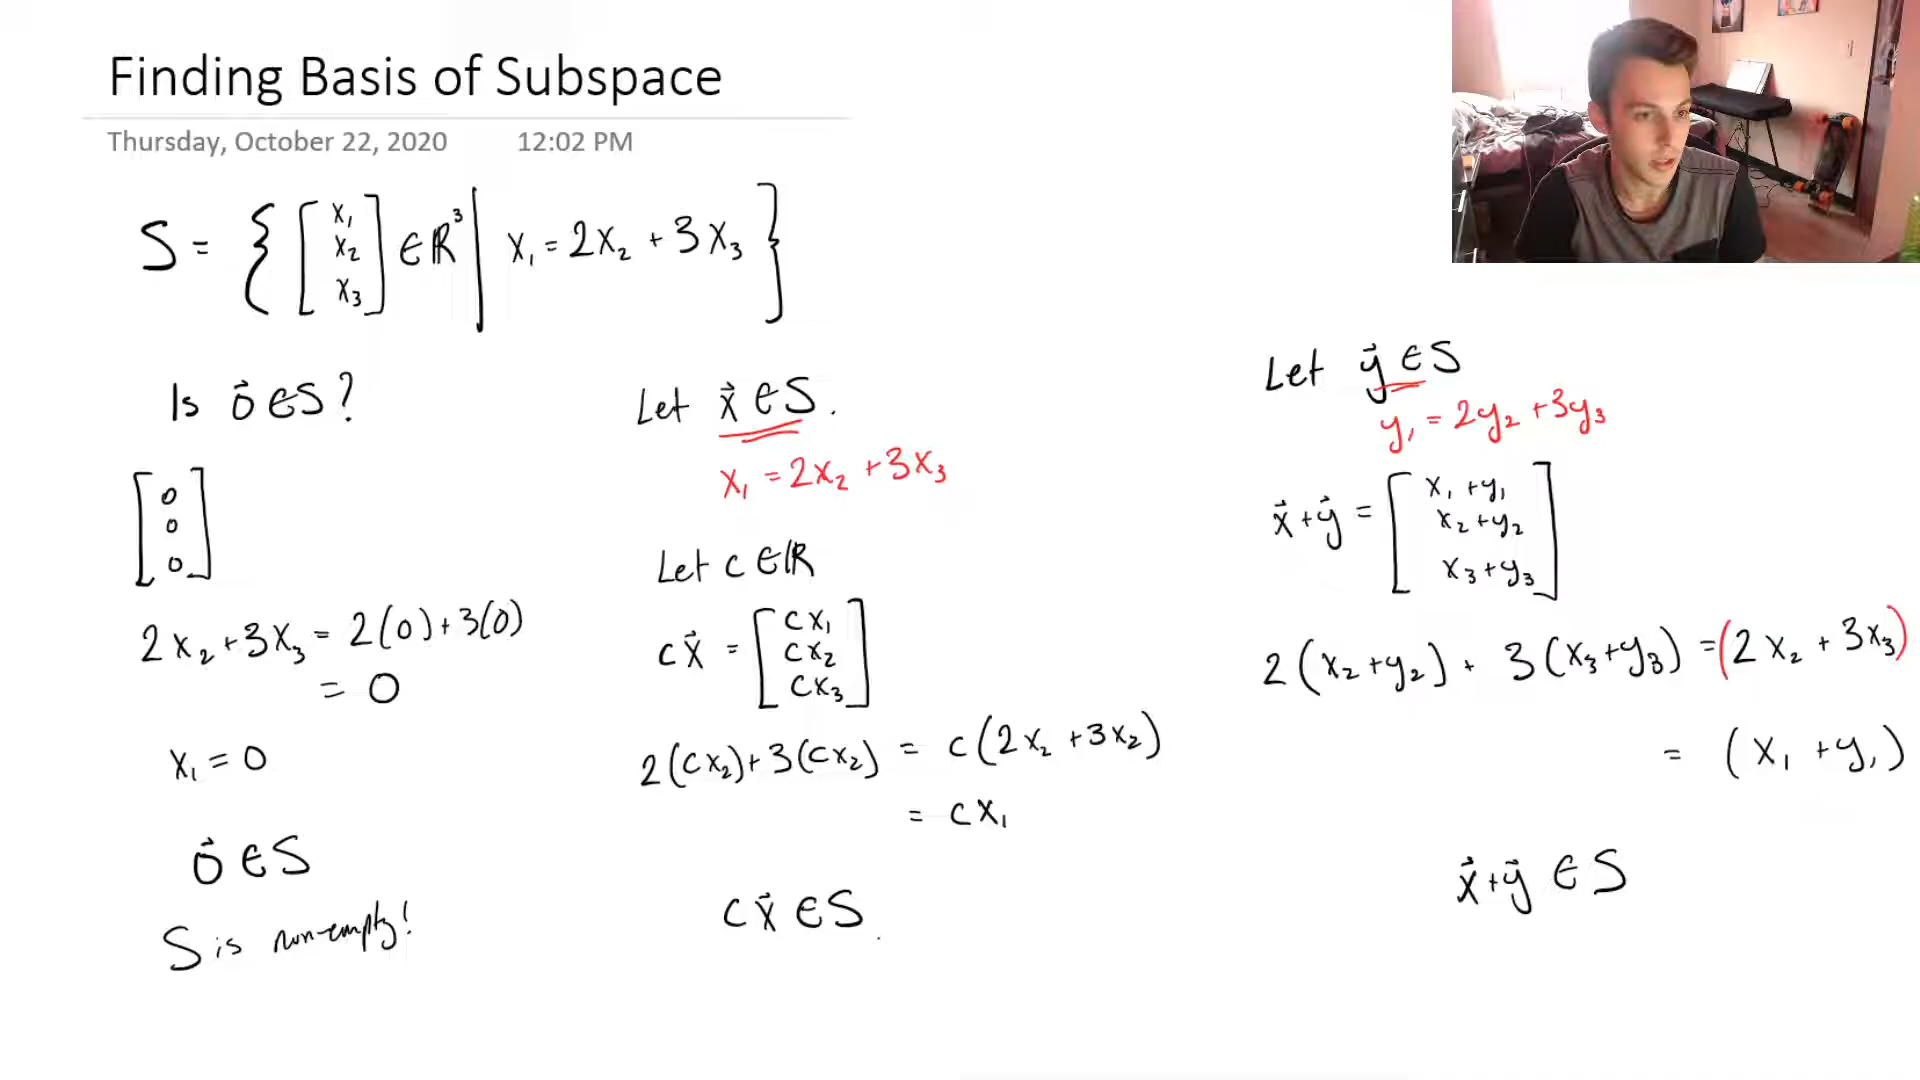 Finding Basis of Subspace
Thursday, October 22, 2020 12:02 PM
S = { [ x₁ x₂ x₃ ] ∈ ℝ³ | x₁ = 2x₂ + 3x₃ }
Is 0⃗ ∈ S?
[ 0 0 0 ]
2x₂ + 3x₃ = 2(0) + 3(0)
= 0
x₁ = 0
0⃗ ∈ S
S is non-empty!
Let x⃗ ∈ S.
x₁ = 2x₂ + 3x₃
Let c ∈ ℝ
cx⃗ = [ cx₁ cx₂ cx₃ ]
2(cx₂) + 3(cx₂) = c(2x₂ + 3x₂)
= cx₁
cx⃗ ∈ S.
Let y⃗ ∈ S
y₁ = 2y₂ + 3y₃
x⃗ + y⃗ = [ x₁ + y₁ x₂ + y₂ x₃ + y₃ ]
2(x₂ + y₂) + 3(x₃ + y₃) = (2x₂ + 3x₃)
= (x₁ + y₁)
x⃗ + y⃗ ∈ S